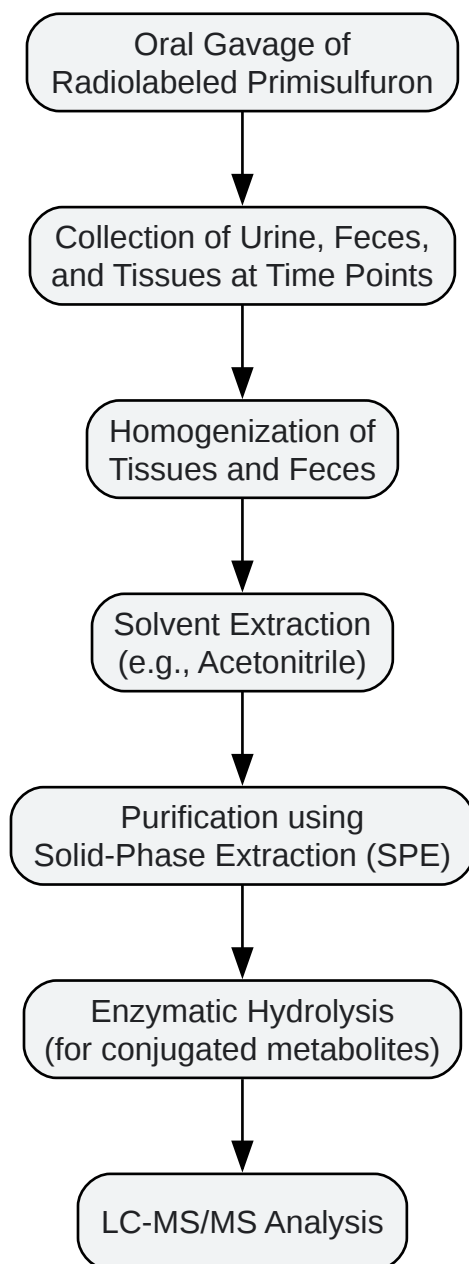 Oral Gavage of
Radiolabeled Primisulfuron
Collection of Urine, Feces,
and Tissues at Time Points
Homogenization of
Tissues and Feces
Solvent Extraction
(e.g., Acetonitrile)
Purification using
Solid-Phase Extraction (SPE)
Enzymatic Hydrolysis
(for conjugated metabolites)
LC-MS/MS Analysis